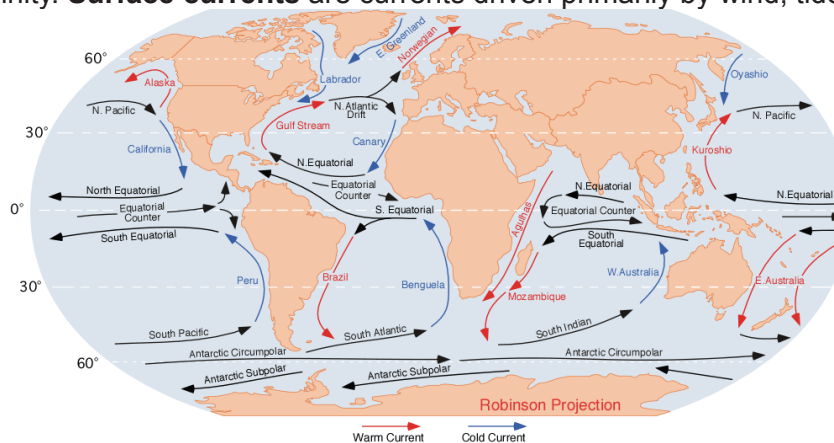 Surface currents are currents driven primarily by wind,
60°
Alaska
Labrador
E. Greenland
Norwegian
Oyashio
N. Pacific
N. Atlantic
Drift
N. Pacific
Gulf Stream
30°
California
Canary
Kuroshio
N.Equatorial
North Equatorial
Equatorial
Counter
N.Equatorial
N.Equatorial
0°
Equatorial
Counter
S. Equatorial
Agulhas
Equatorial Counter
South Equatorial
South
Equatorial
Peru
Brazil
Benguela
W.Australia
E.Australia
30°
Mozambique
South Pacific
South Atlantic
South Indian
Antarctic Circumpolar
Antarctic Circumpolar
60°
Antarctic Subpolar
Antarctic Subpolar
Robinson Projection
Warm Current
Cold Current